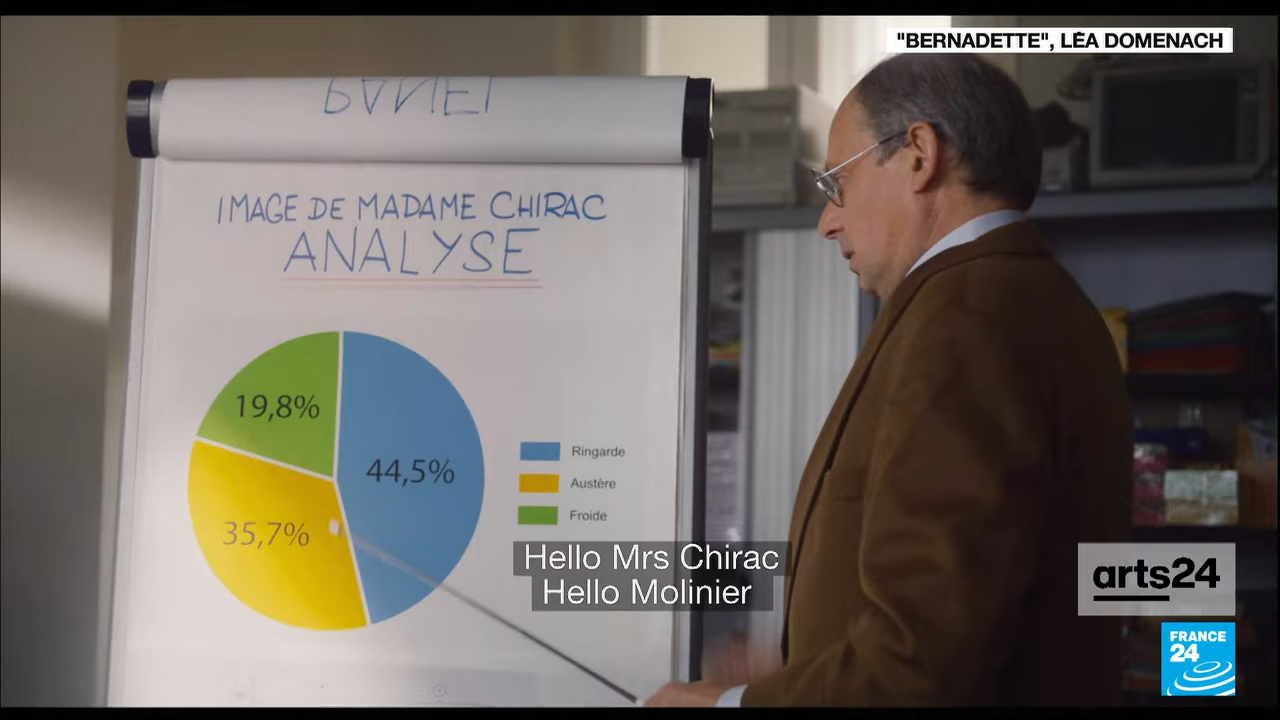 "BERNADETTE", LÉA DOMENACH
PANEL
IMAGE DE MADAME CHIRAC
ANALYSE
19,8%
44,5%
35,7%
Ringarde
Austère
Froide
Hello Mrs Chirac
Hello Molinier
arts24
FRANCE
24